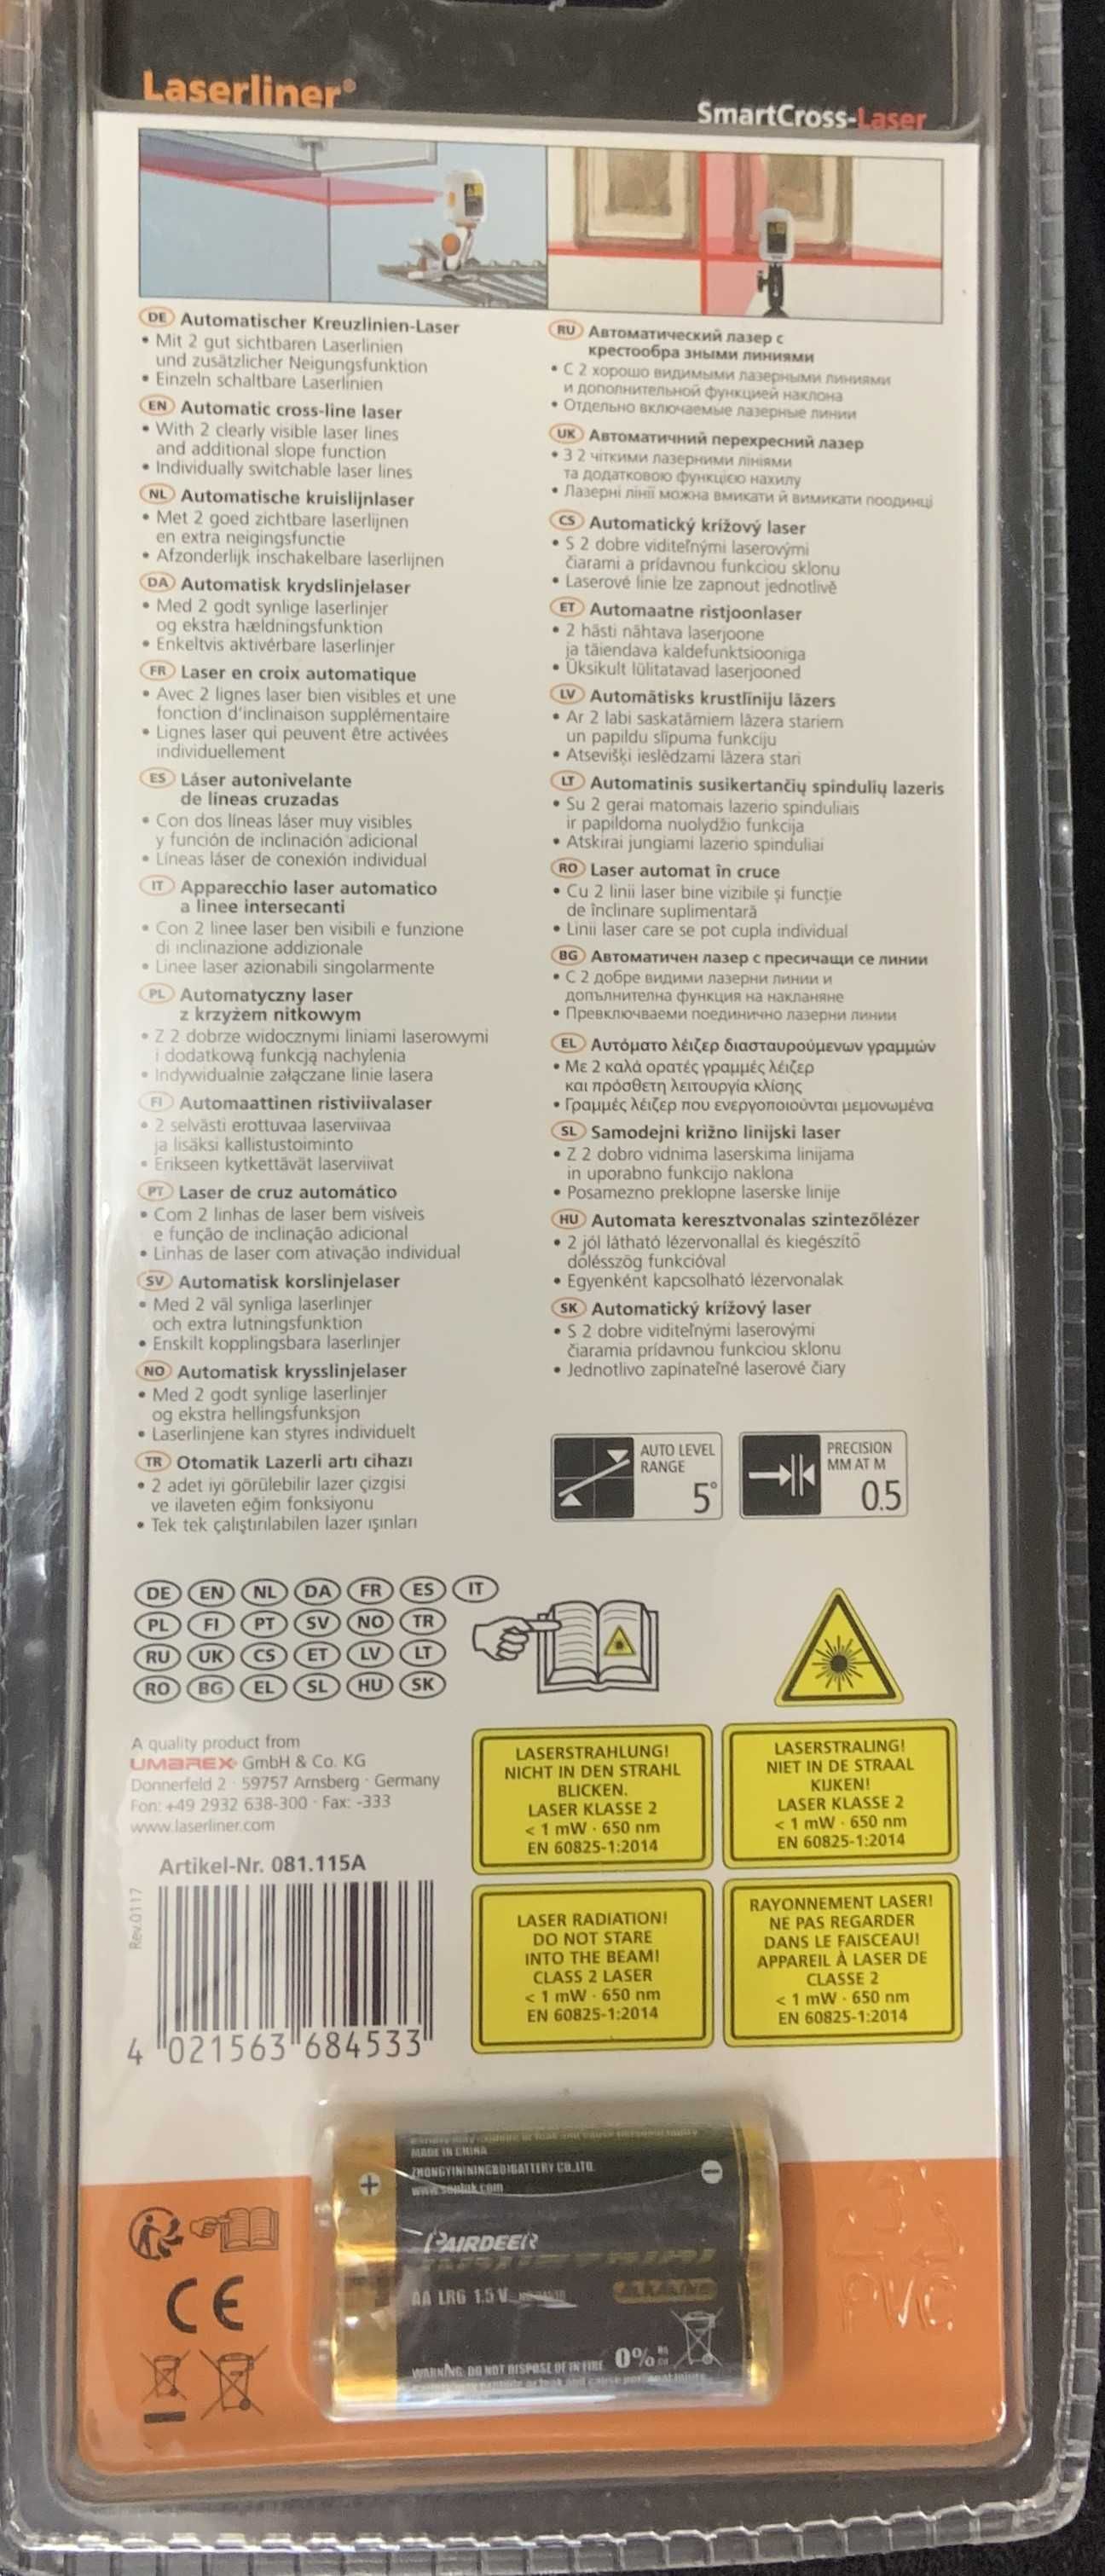 Laserliner®
SmartCross-Laser
DE Automatischer Kreuzlinien-Laser
• Mit 2 gut sichtbaren Laserlinien
und zusätzlicher Neigungsfunktion
• Einzeln schaltbare Laserlinien
EN Automatic cross-line laser
• With 2 clearly visible laser lines
and additional slope function
• Individually switchable laser lines
NL Automatische kruislijnlaser
• Met 2 goed zichtbare laserlijnen
en extra neigingsfunctie
• Afzonderlijk inschakelbare laserlijnen
DA Automatisk krydslinjelaser
• Med 2 godt synlige laserlinjer
og ekstra hældningsfunktion
• Enkeltvis aktivérbare laserlinjer
FR Laser en croix automatique
• Avec 2 lignes laser bien visibles et une
fonction d'inclinaison supplémentaire
• Lignes laser qui peuvent être activées
individuellement
ES Láser autonivelante
de líneas cruzadas
• Con dos líneas láser muy visibles
y función de inclinación adicional
• Líneas láser de conexión individual
IT Apparecchio laser automatico
a linee intersecanti
• Con 2 linee laser ben visibili e funzione
di inclinazione addizionale
• Linee laser azionabili singolarmente
PL Automatyczny laser
z krzyżem nitkowym
• Z 2 dobrze widocznymi liniami laserowymi
i dodatkową funkcją nachylenia
• Indywidualnie załączane linie lasera
FI Automaattinen ristiviivalaser
• 2 selvästi erottuvaa laserviivaa
ja lisäksi kallistustoiminto
• Erikseen kytkettävät laserviivat
PT Laser de cruz automático
• Com 2 linhas de laser bem visíveis
e função de inclinação adicional
• Linhas de laser com ativação individual
SV Automatisk korslinjelaser
• Med 2 väl synliga laserlinjer
och extra lutningsfunktion
• Enskilt kopplingsbara laserlinjer
NO Automatisk krysslinjelaser
• Med 2 godt synlige laserlinjer
og ekstra hellingsfunksjon
• Laserlinjene kan styres individuelt
TR Otomatik Lazerli artı cihazı
• 2 adet iyi görülebilir lazer çizgisi
ve ilaveten eğim fonksiyonu
• Tek tek çalıştırılabilen lazer ışınları
RU Автоматический лазер с
крестообра зными линиями
• С 2 хорошо видимыми лазерными линиями
и дополнительной функцией наклона
• Отдельно включаемые лазерные линии
UK Автоматичний перехресний лазер
• З 2 чіткими лазерними лініями
та додатковою функцією нахилу
• Лазерні лінії можна вмикати й вимикати поодинці
CS Automatický krížový laser
• S 2 dobre viditeľnými laserovými
čiarami a prídavnou funkciou sklonu
• Laserové linie lze zapnout jednotlivě
ET Automaatne ristjoonlaser
• 2 hästi nähtava laserjoone
ja täiendava kaldefunktsiooniga
• Üksikult lülitatavad laserjooned
LV Automātisks krustlīniju lāzers
• Ar 2 labi saskatāmiem lāzera stariem
un papildu slīpuma funkciju
• Atsevišķi ieslēdzami lāzera stari
LT Automatinis susikertančių spindulių lazeris
• Su 2 gerai matomais lazerio spinduliais
ir papildoma nuolydžio funkcija
• Atskirai jungiami lazerio spinduliai
RO Laser automat în cruce
• Cu 2 linii laser bine vizibile și funcție
de înclinare suplimentară
• Linii laser care se pot cupla individual
BG Автоматичен лазер с пресичащи се линии
• С 2 добре видими лазерни линии и
допълнителна функция на накланяне
• Превключваеми поединично лазерни линии
EL Αυτόματο λέιζερ διασταυρούμενων γραμμών
• Με 2 καλά ορατές γραμμές λέιζερ
και πρόσθετη λειτουργία κλίσης
• Γραμμές λέιζερ που ενεργοποιούνται μεμονωμένα
SL Samodejni križno linijski laser
• Z 2 dobro vidnima laserskima linijama
in uporabno funkcijo naklona
• Posamezno preklopne laserske linije
HU Automata keresztvonalas szintezőlézer
• 2 jól látható lézervonallal és kiegészítő
dőlésszög funkcióval
• Egyenként kapcsolható lézervonalak
SK Automatický krížový laser
• S 2 dobre viditeľnými laserovými
čiaramia prídavnou funkciou sklonu
• Jednotlivo zapínateľné laserové čiary
AUTO LEVEL
RANGE
5°
PRECISION
MM AT M
0.5
DE EN NL DA FR ES IT
PL FI PT SV NO TR
RU UK CS ET LV LT
RO BG EL SL HU SK
A quality product from
UMAREX GmbH & Co. KG
Donnerfeld 2 · 59757 Arnsberg · Germany
Fon: +49 2932 638-300 · Fax: -333
www.laserliner.com
Artikel-Nr. 081.115A
Rev.0117
4 021563 684533
LASERSTRAHLUNG!
NICHT IN DEN STRAHL
BLICKEN.
LASER KLASSE 2
< 1 mW · 650 nm
EN 60825-1:2014
LASERSTRALING!
NIET IN DE STRAAL
KIJKEN!
LASER KLASSE 2
< 1 mW · 650 nm
EN 60825-1:2014
LASER RADIATION!
DO NOT STARE
INTO THE BEAM!
CLASS 2 LASER
< 1 mW · 650 nm
EN 60825-1:2014
RAYONNEMENT LASER!
NE PAS REGARDER
DANS LE FAISCEAU!
APPAREIL À LASER DE
CLASSE 2
< 1 mW · 650 nm
EN 60825-1:2014
MADE IN CHINA
ZHONGYINININGBOIBATTERY CO.,LTD.
www.sonluk.com
PAIRDEER
AA LR6 1.5 V
ALKALINE
WARNING: DO NOT DISPOSE OF IN FIRE
0%
CE
3
PVC